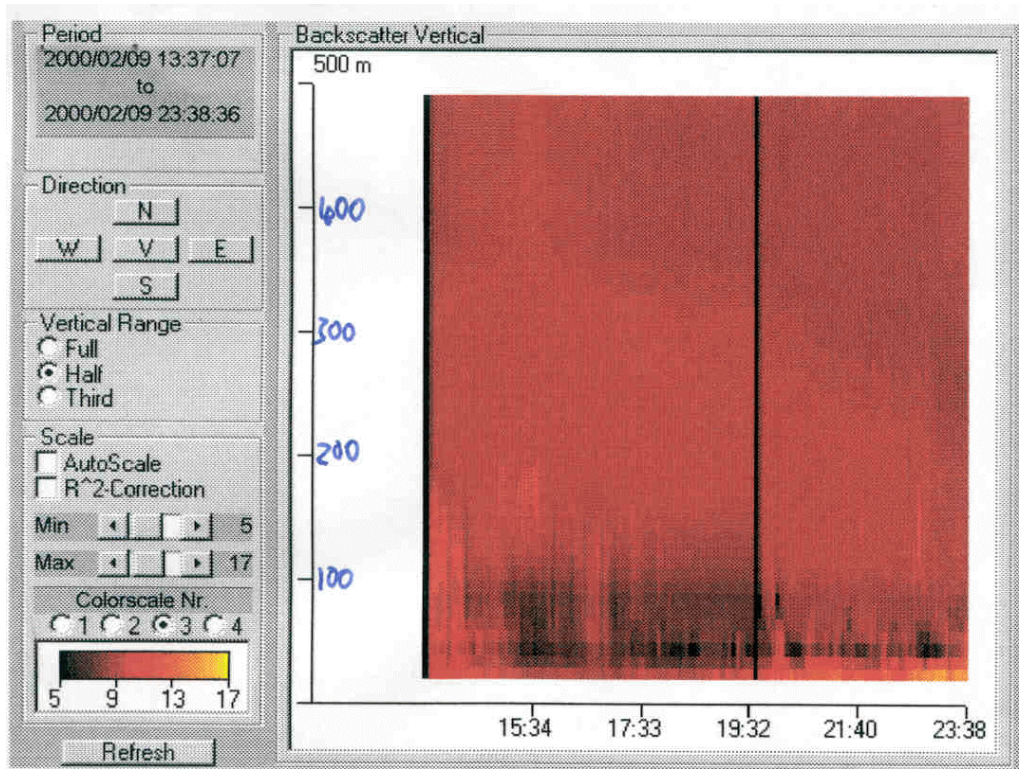 Period
2000/02/09 13:37:07
to
2000/02/09 23:38:36
Direction
N
W V E
S
Vertical Range
Full
Half
Third
Scale
AutoScale
R^2-Correction
Min 5
Max 17
Colorscale Nr.
1 2 3 4
5 9 13 17
Refresh
Backscatter Vertical
500 m
400
300
200
100
15:34 17:33 19:32 21:40 23:38